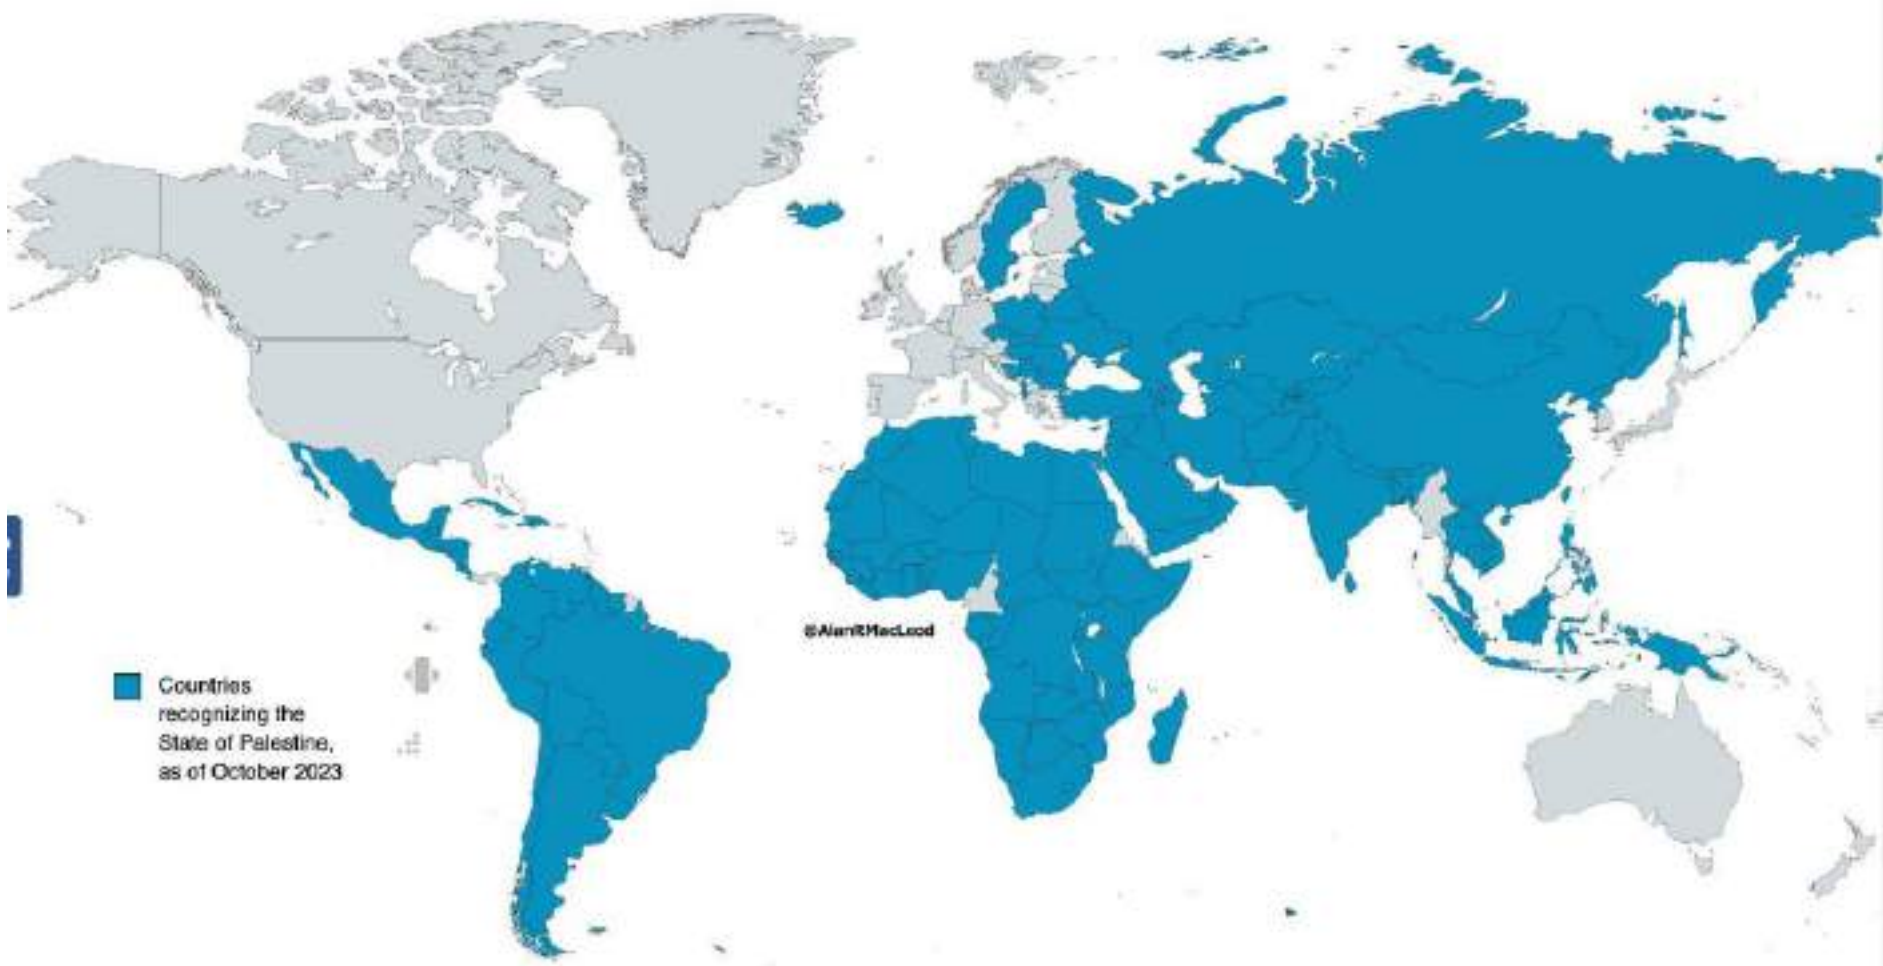 @AlanRMacLeod
Countries
recognizing the
State of Palestine,
as of October 2023